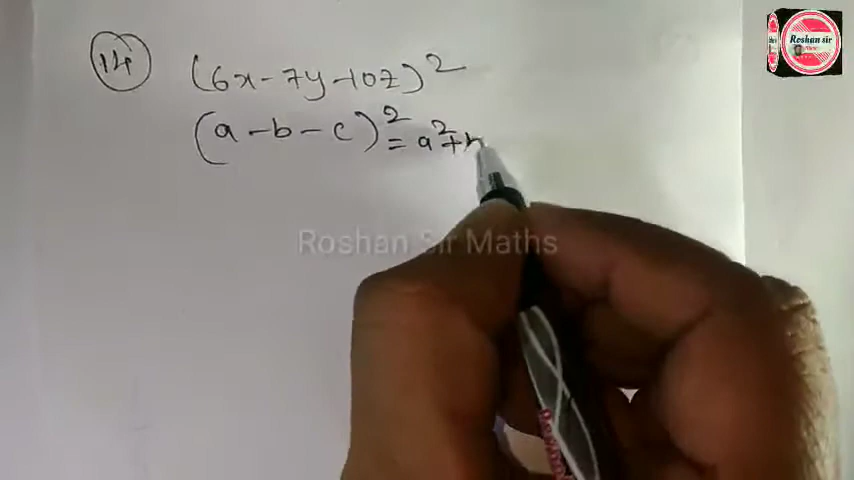 Roshan sir
14 (6x-7y-10z)²
(a-b-c)² = a²+
Roshan Sir Maths